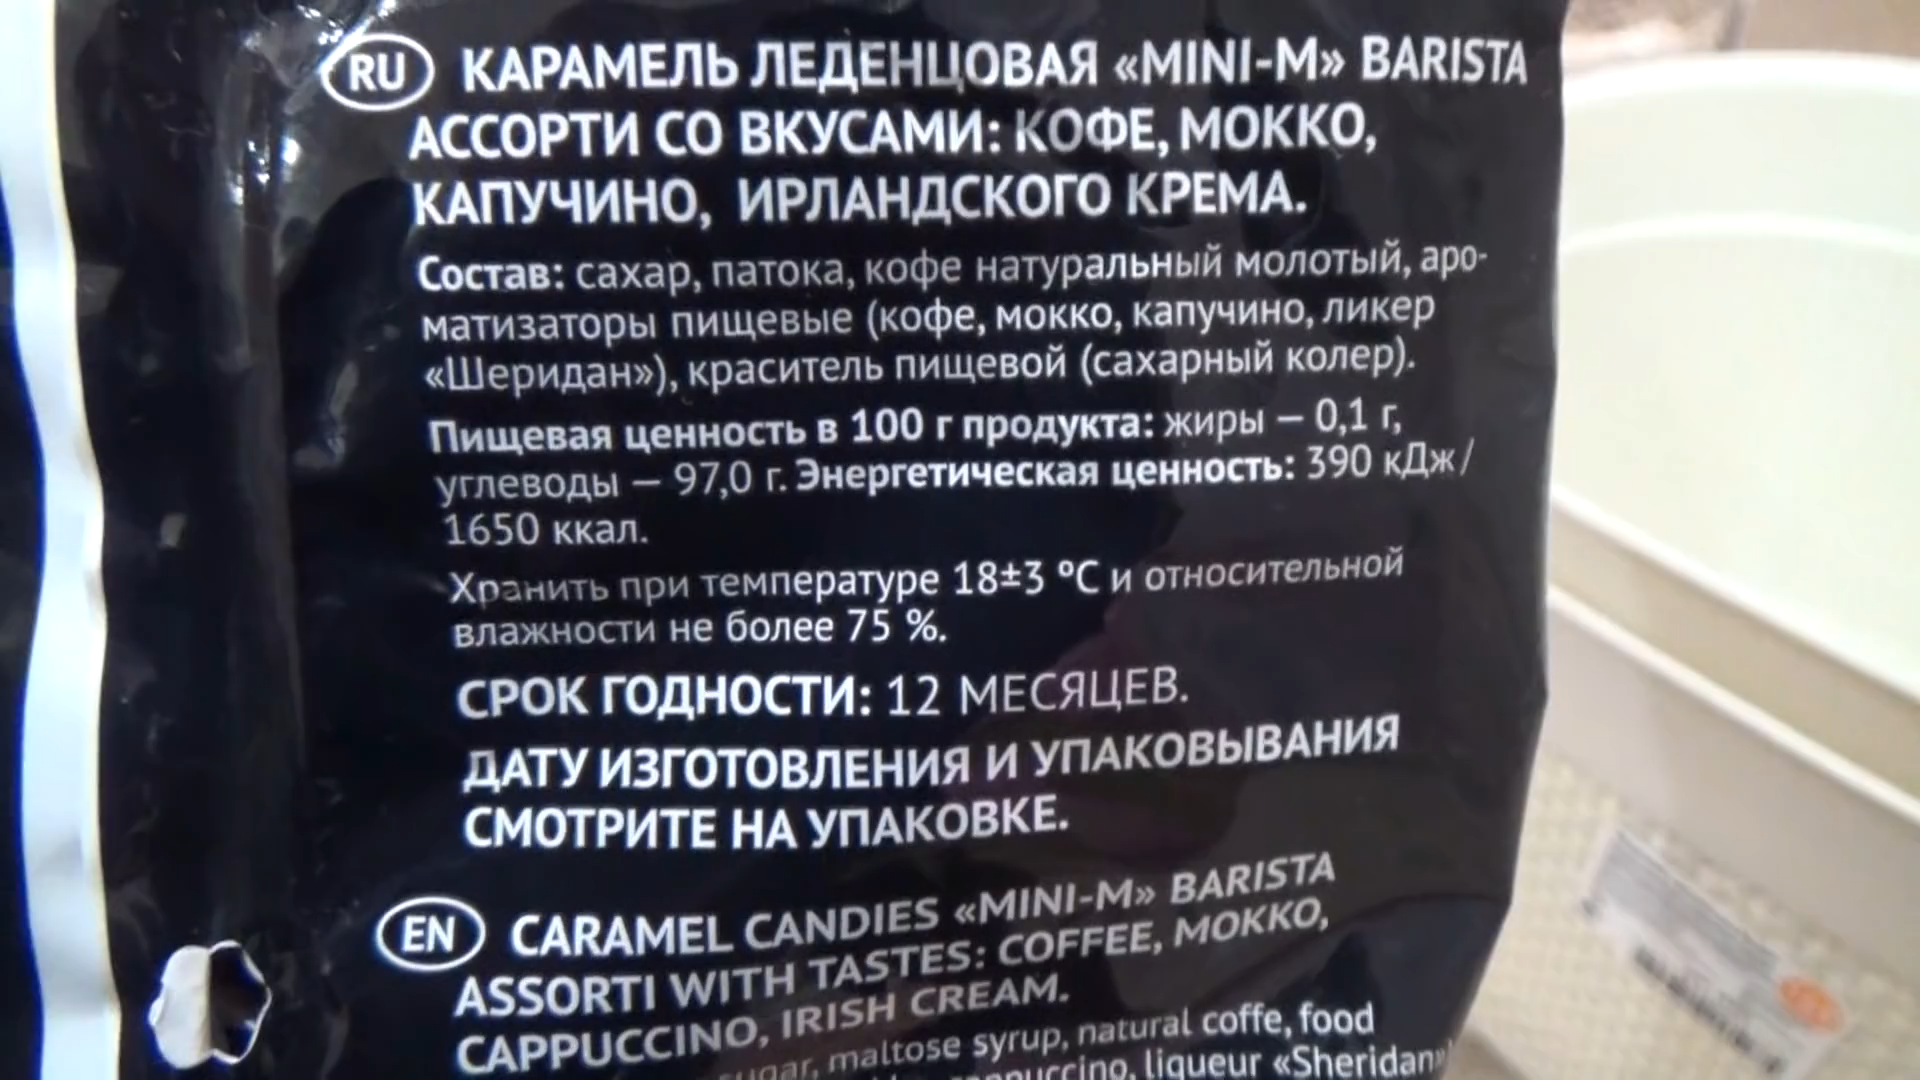 RU КАРАМЕЛЬ ЛЕДЕНЦОВАЯ «MINI-M» BARISTA
АССОРТИ СО ВКУСАМИ: КОФЕ, МОККО,
КАПУЧИНО, ИРЛАНДСКОГО КРЕМА.
Состав: сахар, патока, кофе натуральный молотый, аро-
матизаторы пищевые (кофе, мокко, капучино, ликер
«Шеридан»), краситель пищевой (сахарный колер).
Пищевая ценность в 100 г продукта: жиры — 0,1 г,
углеводы — 97,0 г. Энергетическая ценность: 390 кДж/
1650 ккал.
Хранить при температуре 18±3 °С и относительной
влажности не более 75 %.
СРОК ГОДНОСТИ: 12 МЕСЯЦЕВ.
ДАТУ ИЗГОТОВЛЕНИЯ И УПАКОВЫВАНИЯ
СМОТРИТЕ НА УПАКОВКЕ.
EN CARAMEL CANDIES «MINI-M» BARISTA
ASSORTI WITH TASTES: COFFEE, MOKKO,
CAPPUCCINO, IRISH CREAM.
maltose syrup, natural coffe, food
liqueur «Sheridan»